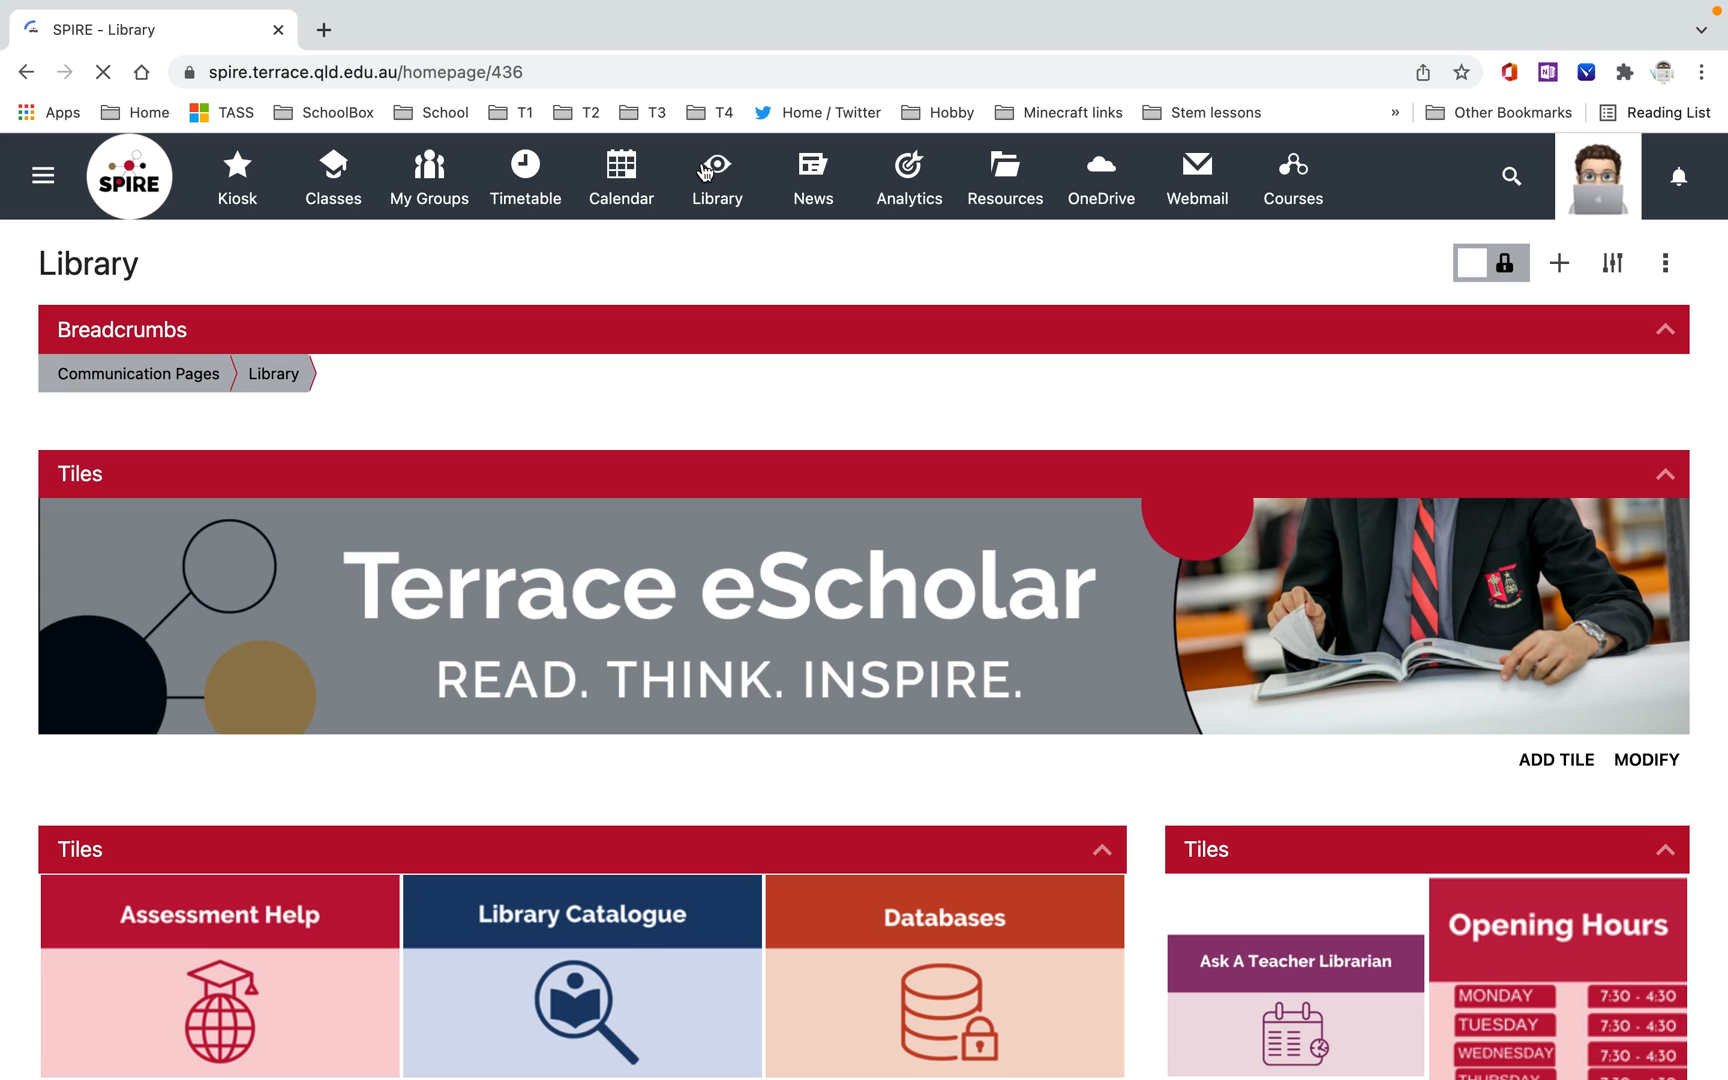 SPIRE - Library
spire.terrace.qld.edu.au/homepage/436
Apps Home TASS SchoolBox School T1 T2 T3 T4 Home / Twitter Hobby Minecraft links Stem lessons » Other Bookmarks Reading List
SPIRE Kiosk Classes My Groups Timetable Calendar Library News Analytics Resources OneDrive Webmail Courses
Library
Breadcrumbs
Communication Pages Library
Tiles
Terrace eScholar
READ. THINK. INSPIRE.
ADD TILE MODIFY
Tiles
Assessment Help Library Catalogue Databases
Tiles
Ask A Teacher Librarian
Opening Hours
MONDAY 7:30 - 4:30
TUESDAY 7:30 - 4:30
WEDNESDAY 7:30 - 4:30
THURSDAY